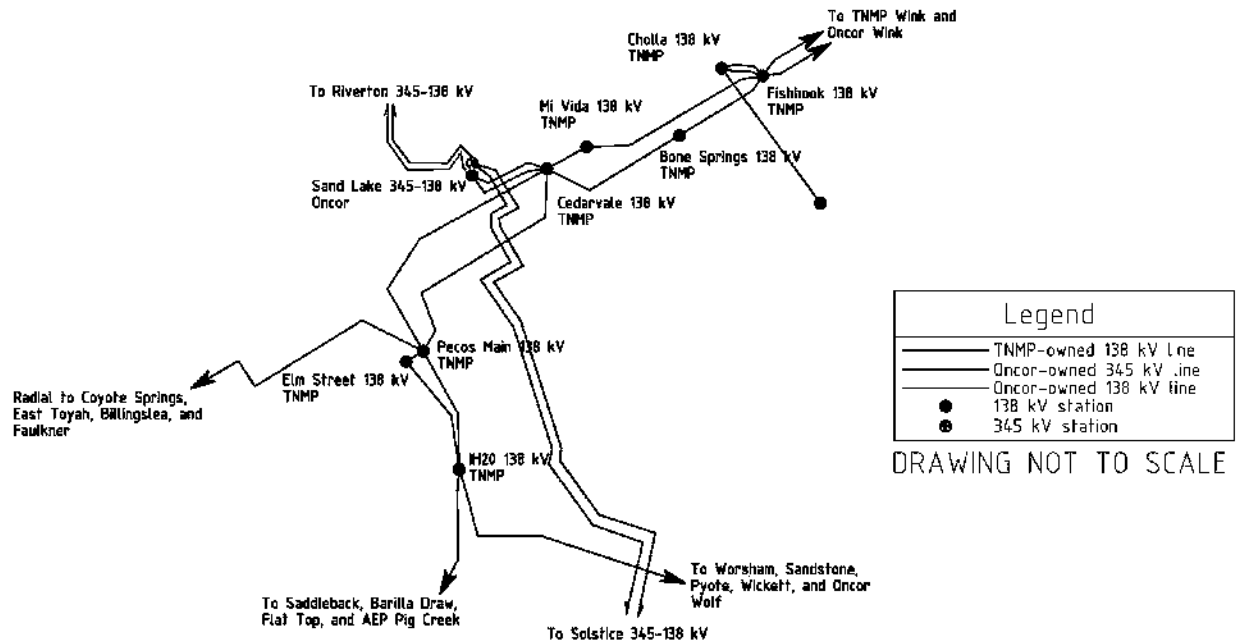 To TNMP Wink and
Oncor Wink
Cholla 138 kV
TNMP
To Riverton 345-138 kV
Mi Vida 138 kV
TNMP
Fishhook 138 kV
TNMP
Bone Springs 138 kV
TNMP
Sand Lake 345-138 kV
Oncor
Cedarvale 138 kV
TNMP
Legend
TNMP-owned 138 kV line
Oncor-owned 345 kV line
Oncor-owned 138 kV line
138 kV station
345 kV station
DRAWING NOT TO SCALE
Pecos Main 138 kV
TNMP
Elm Street 138 kV
TNMP
Radial to Coyote Springs,
East Toyah, Billingslea, and
Faulkner
IH20 138 kV
TNMP
To Worsham, Sandstone,
Pyote, Wickett, and Oncor
Wolf
To Saddleback, Barilla Draw,
Flat Top, and AEP Pig Creek
To Solstice 345-138 kV